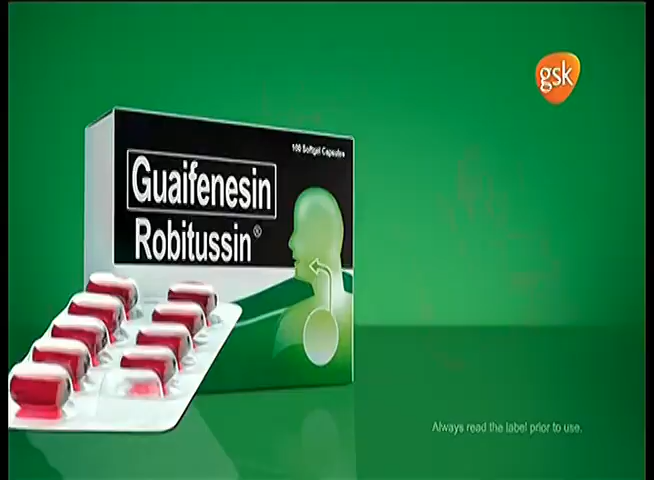 gsk
100 Softgel Capsules
Guaifenesin
Robitussin®
Always read the label prior to use.